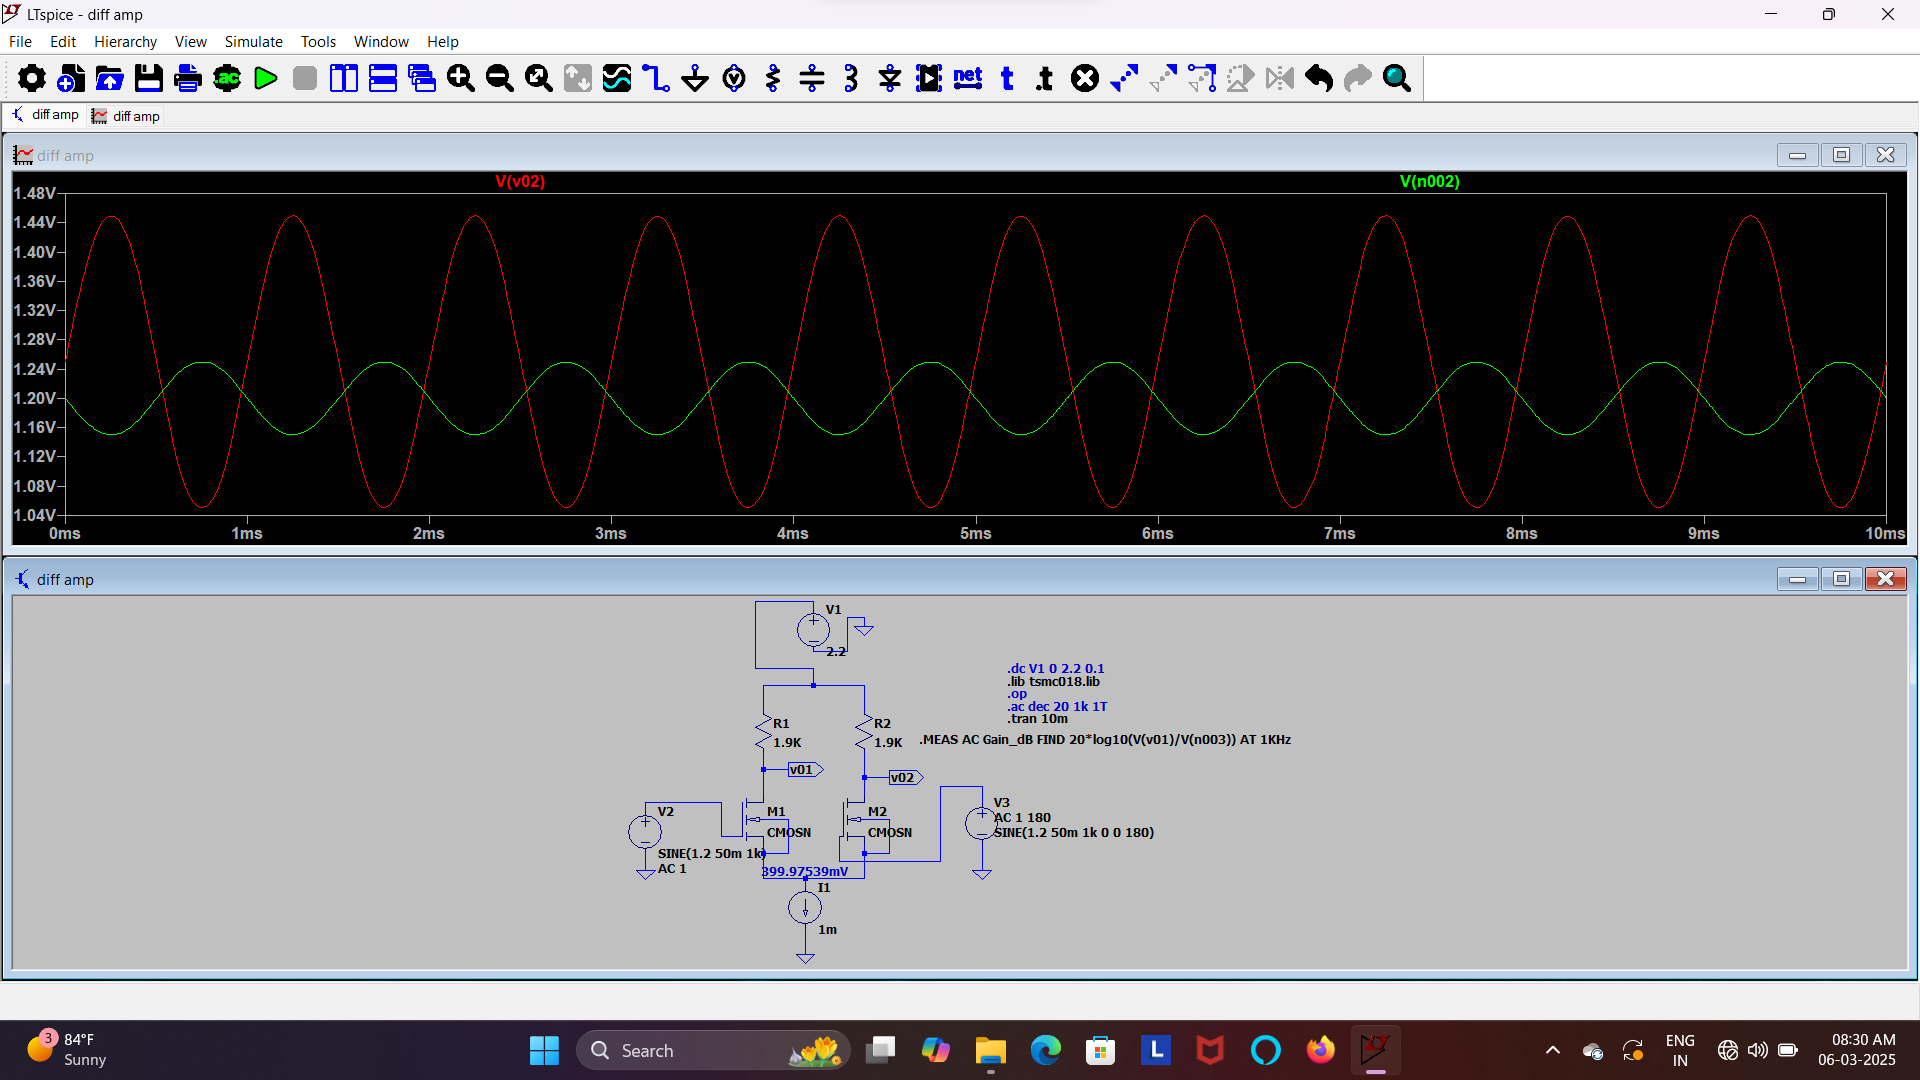 LTspice - diff amp
File Edit Hierarchy View Simulate Tools Window Help
.ac net t .t
diff amp diff amp
diff amp
V(v02) V(n002)
1.48V
1.44V
1.40V
1.36V
1.32V
1.28V
1.24V
1.20V
1.16V
1.12V
1.08V
1.04V
0ms 1ms 2ms 3ms 4ms 5ms 6ms 7ms 8ms 9ms 10ms
diff amp
V1
2.2
.dc V1 0 2.2 0.1
.lib tsmc018.lib
.op
.ac dec 20 1k 1T
.tran 10m
R1 R2
1.9K 1.9K
.MEAS AC Gain_dB FIND 20*log10(V(v01)/V(n003)) AT 1KHz
v01 v02
V2 M1 M2 V3
CMOSN CMOSN AC 1 180
SINE(1.2 50m 1k 0 0 180)
SINE(1.2 50m 1k)
AC 1
399.97539mV
I1
1m
3 84°F
Sunny
Search
L
ENG
IN
08:30 AM
06-03-2025